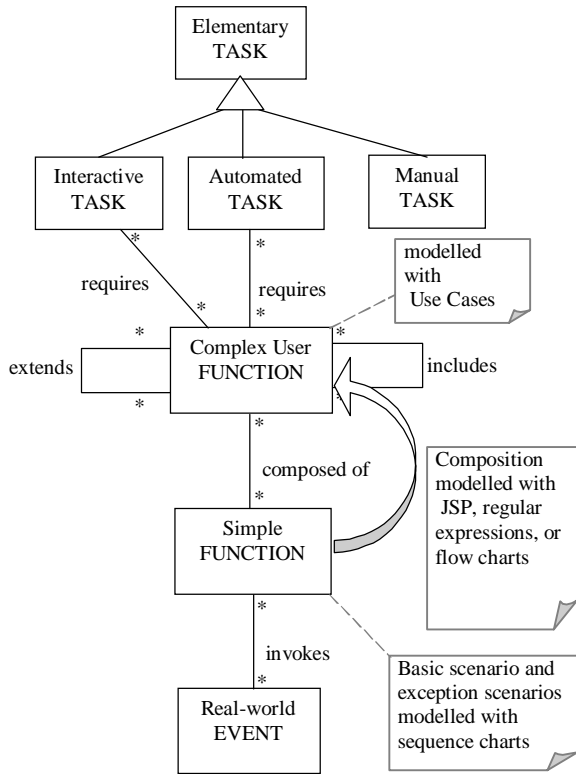 Elementary
TASK
Interactive
TASK
Automated
TASK
Manual
TASK
*
*
requires
*
requires
*
modelled
with
Use Cases
*
*
extends
*
Complex User
FUNCTION
*
*
includes
*
composed of
*
Composition
modelled with
JSP, regular
expressions, or
flow charts
Simple
FUNCTION
*
invokes
*
Basic scenario and
exception scenarios
modelled with
sequence charts
Real-world
EVENT